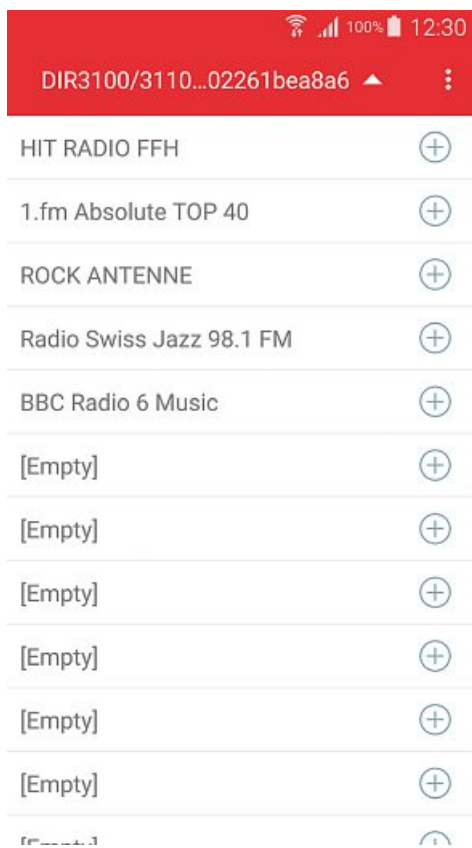 100% 12:30
DIR3100/3110...02261bea8a6
HIT RADIO FFH
1.fm Absolute TOP 40
ROCK ANTENNE
Radio Swiss Jazz 98.1 FM
BBC Radio 6 Music
[Empty]
[Empty]
[Empty]
[Empty]
[Empty]
[Empty]